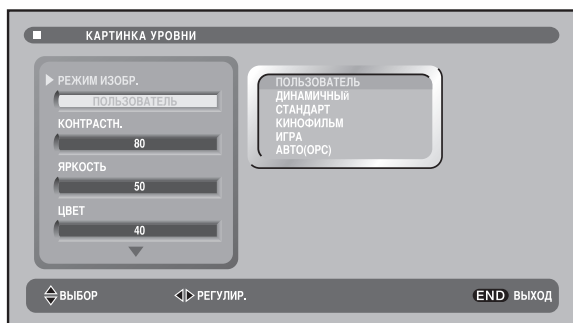 КАРТИНКА УРОВНИ
РЕЖИМ ИЗОБР.
ПОЛЬЗОВАТЕЛЬ
КОНТРАСТН.
80
ЯРКОСТЬ
50
ЦВЕТ
40
ПОЛЬЗОВАТЕЛЬ
ДИНАМИЧНЫЙ
СТАНДАРТ
КИНОФИЛЬМ
ИГРА
АВТО(OPC)
ВЫБОР РЕГУЛИР. END ВЫХОД